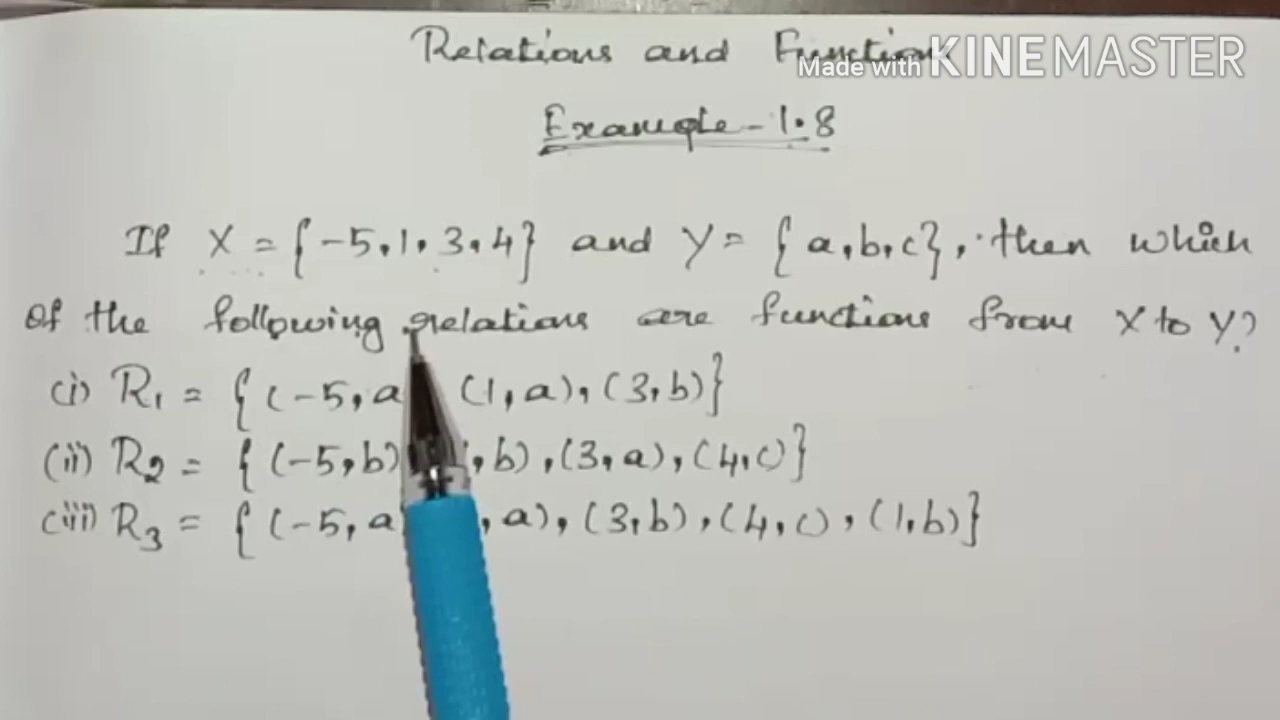 Relations and Function
Made with KINEMASTER
Example - 1.8
If X = {-5, 1, 3, 4} and Y = {a, b, c}, then which
of the following relations are functions from X to Y?
(i) R₁ = {(-5, a (1, a), (3, b)}
(ii) R₂ = {(-5, b) , b), (3, a), (4, c)}
(iii) R₃ = {(-5, a) , a), (3, b), (4, c), (1, b)}